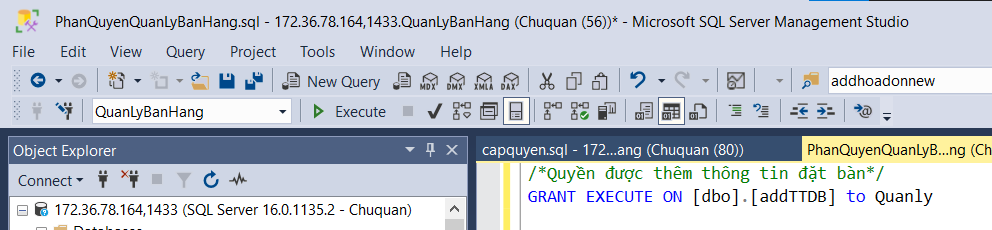 PhanQuyenQuanLyBanHang.sql - 172.36.78.164,1433.QuanLyBanHang (Chuquan (56))* - Microsoft SQL Server Management Studio
File Edit View Query Project Tools Window Help
New Query MDX DMX XMLA DAX addhoadonnew
QuanLyBanHang Execute
Object Explorer
capquyen.sql - 172...ang (Chuquan (80))
PhanQuyenQuanLyB...ng (Ch
Connect
/*Quyền được thêm thông tin đặt bàn*/
GRANT EXECUTE ON [dbo].[addTTDB] to Quanly
172.36.78.164,1433 (SQL Server 16.0.1135.2 - Chuquan)
Databases